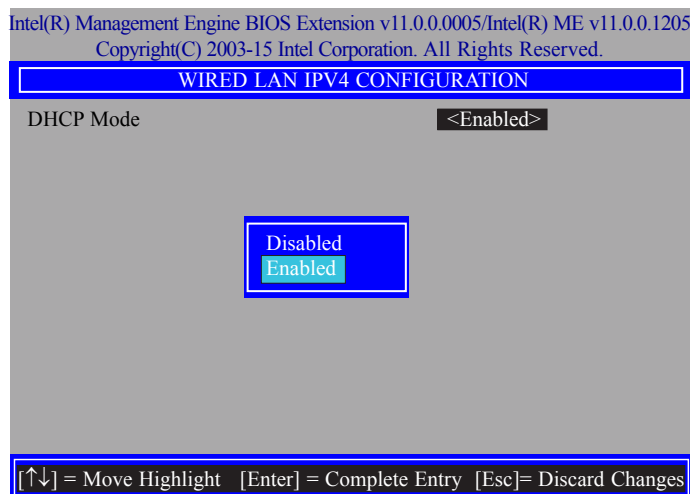 Intel(R) Management Engine BIOS Extension v11.0.0.0005/Intel(R) ME v11.0.0.1205
Copyright(C) 2003-15 Intel Corporation. All Rights Reserved.
WIRED LAN IPV4 CONFIGURATION
DHCP Mode <Enabled>
Disabled
Enabled
[↑↓] = Move Highlight [Enter] = Complete Entry [Esc]= Discard Changes